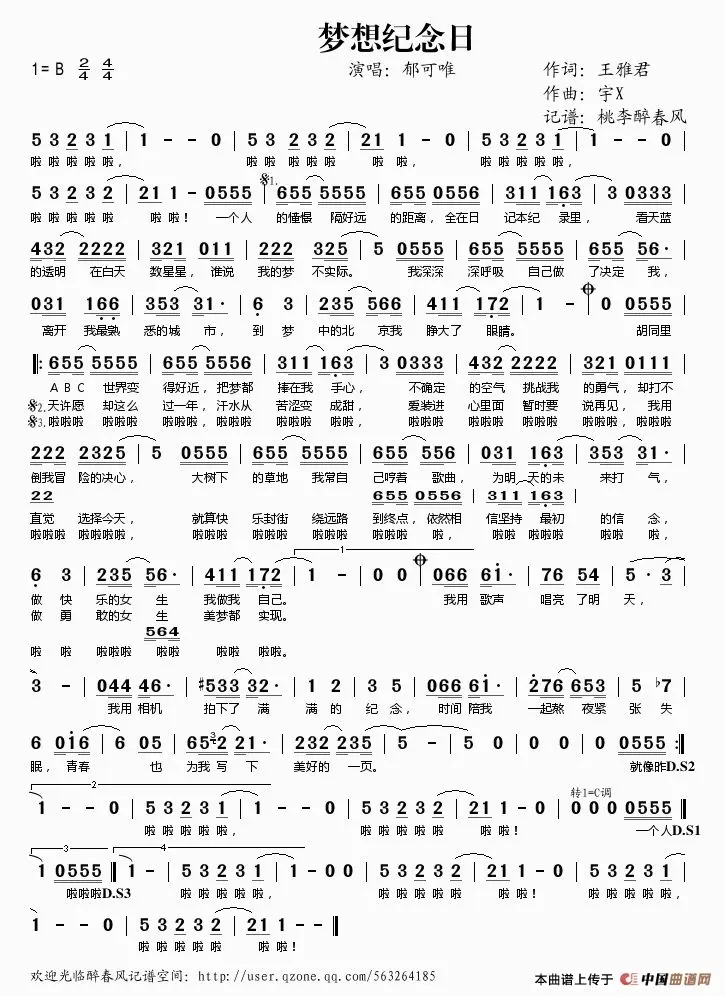 梦想纪念日
1=B 2/4 4/4 演唱：郁可唯 作词：王雅君
作曲：宇X
记谱：桃李醉春风
5 3 2 3 1 | 1 - - 0 | 5 3 2 3 2 | 2 1 1 - 0 | 5 3 2 3 1 | 1 - - 0 |
啦 啦 啦啦 啦， 啦 啦 啦啦 啦 啦 啦， 啦 啦 啦啦 啦，
𝄋1.
5 3 2 3 2 | 2 1 1 - 0555 | 655 5555 | 655 5555 | 311 163 | 3 0333 |
啦 啦 啦啦 啦 啦 啦！ 一个人 的憧憬 隔好远 的距离，全在日 记本纪 录里， 看天蓝
432 2222 | 321 011 | 222 325 | 5 0555 | 655 5555 | 655 56· |
的透明 在白天 数星星，谁说 我的梦 不实际。 我深深 深呼吸 自己做 了决定 我，
031 166 | 353 31· | 6 3 | 235 566 | 411 172 | 1 - | 0 0555 |
离开 我最熟 悉的城 市，到 梦 中的北 京我 睁大了 眼睛。 胡同里
‖: 655 5555 | 655 5556 | 311 163 | 3 0333 | 432 2222 | 321 0111 |
A B C 世界变 得好近，把梦都 捧在我 手心， 不确定 的空气 挑战我 的勇气，却打不
𝄋2.天许愿 却这么 过一年，汗水从 苦涩变 成甜， 爱装进 心里面 暂时要 说再见，我用
𝄋3.啦啦啦 啦啦啦 啦啦啦，啦啦啦 啦啦啦 啦啦， 啦啦啦 啦啦啦 啦啦啦 啦啦啦，啦啦啦
222 2325 | 5 0555 | 655 5555 | 655 556 | 031 163 | 353 31· |
倒我冒 险的决心， 大树下 的草地 我常自 己哼着 歌曲， 为明 天的未 来打 气，
22 655 0556 | 311 163 |
直觉 选择今天， 就算快 乐封街 绕远路 到终点，依然相 信坚持 最初 的信 念，
啦啦啦 啦啦啦啦， 啦啦啦 啦啦啦 啦啦啦 啦啦啦， 啦啦啦 啦啦啦 啦啦 啦啦啦，
1
6 3 | 235 56· | 411 172 | 1 - | 0 0 | 066 61· | 76 54 | 5·3 |
做 快 乐的女 生 我做我 自己。 我用 歌声 唱亮 了明 天，
做 勇 敢的女 生 美梦都 实现。
564
啦 啦 啦啦啦 啦啦 啦啦啦 啦啦。
3 - | 044 46· | #533 32· | 1 2 | 3 5 | 066 61· | 276 653 | 5 ♭7 |
我用 相机 拍下了 满 满 的 纪 念， 时间 陪我 一起熬 夜紧 张 失
6 016 | 6 05 | 65 2 21· | 232 235 | 5 - | 5 0 | 0 0 | 0555 :‖
眠，青春 也 为我 写 下 美好的 一页。 就像昨D.S2
2
转1=C调
1 - - 0 | 5 3 2 3 1 | 1 - - 0 | 5 3 2 3 2 | 2 1 1 - 0 | 0 0 0 0555 ‖
啦 啦 啦啦 啦， 啦 啦 啦啦 啦 啦 啦！ 一个人D.S1
3 4
1 0555 ‖ 1 - - | 5 3 2 3 1 | 1 - 0 0 | 5 3 2 3 2 | 2 1 1 - 0 | 5 3 2 3 1 |
啦啦啦D.S3 啦 啦 啦啦 啦， 啦 啦 啦啦 啦 啦 啦！ 啦 啦 啦啦 啦，
1 - - 0 | 5 3 2 3 2 | 2 1 1 - - ‖
啦 啦 啦啦 啦 啦 啦！
欢迎光临醉春风记谱空间：http://user.qzone.qq.com/563264185
本曲谱上传于 中国曲谱网